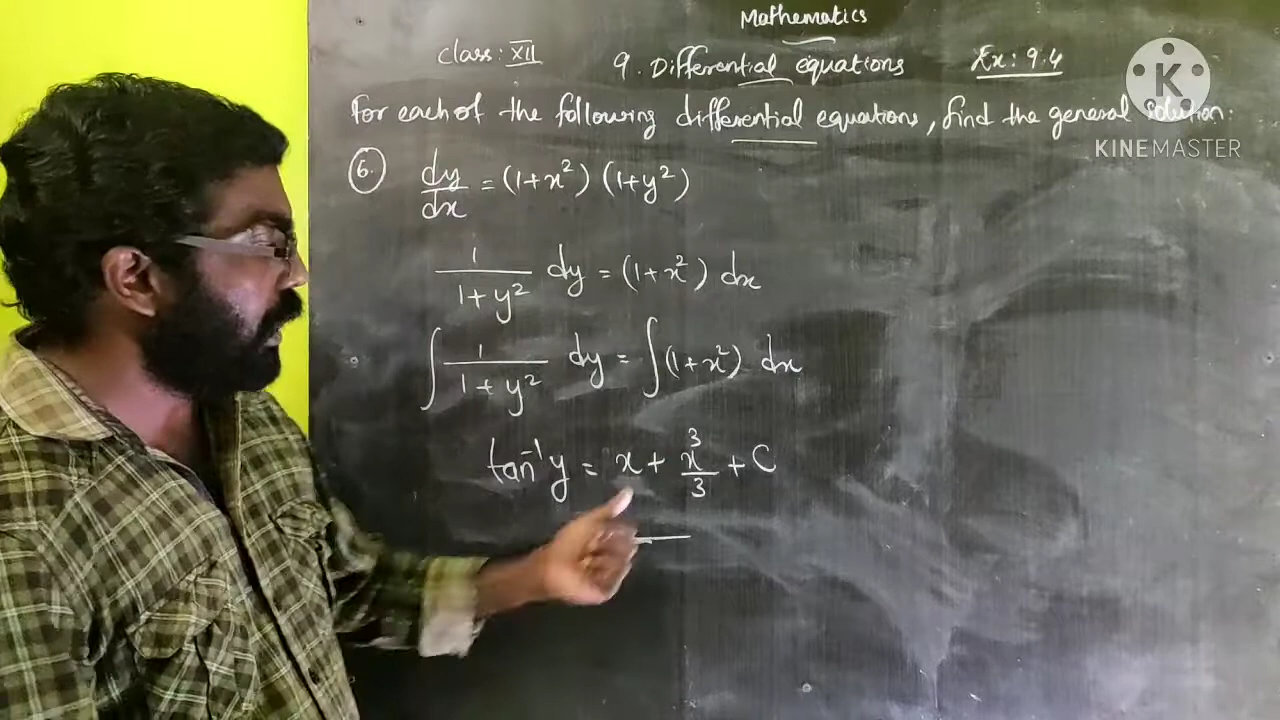 Mathematics
Class: XII 9. Differential equations Ex: 9.4
For each of the following differential equations, find the general solution.
6. dy/dx = (1+x²) (1+y²)
1/(1+y²) dy = (1+x²) dx
∫ 1/(1+y²) dy = ∫(1+x²) dx
tan⁻¹y = x + x³/3 + C
K
KINEMASTER